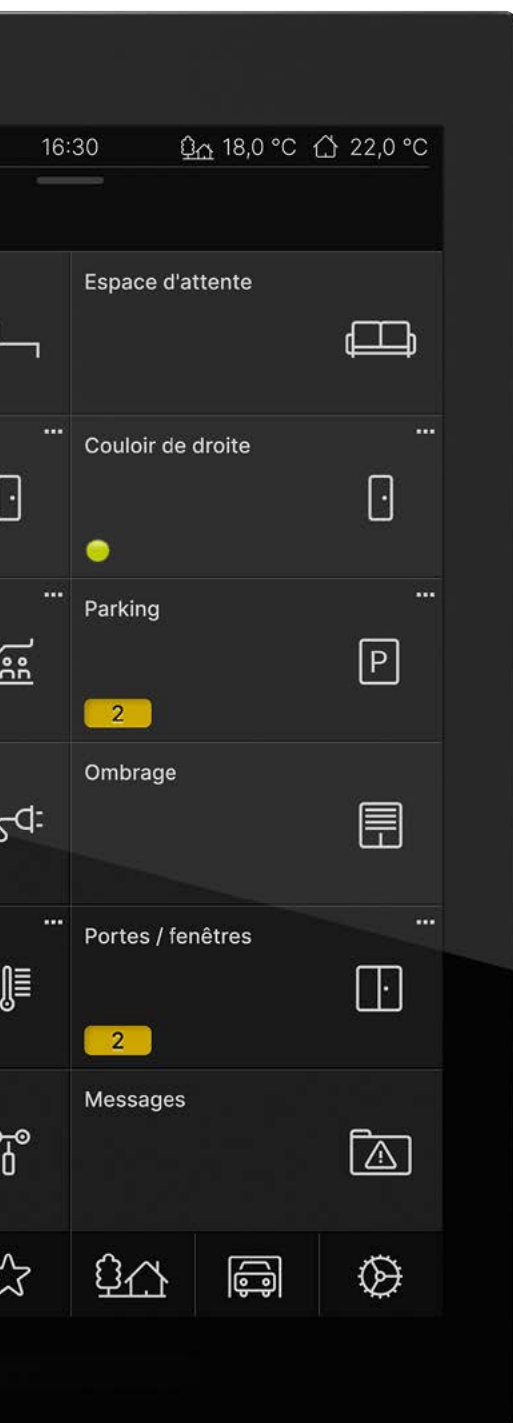 16:30 18,0 °C 22,0 °C
Espace d'attente
Couloir de droite
Parking
P
2
Ombrage
Portes / fenêtres
2
Messages